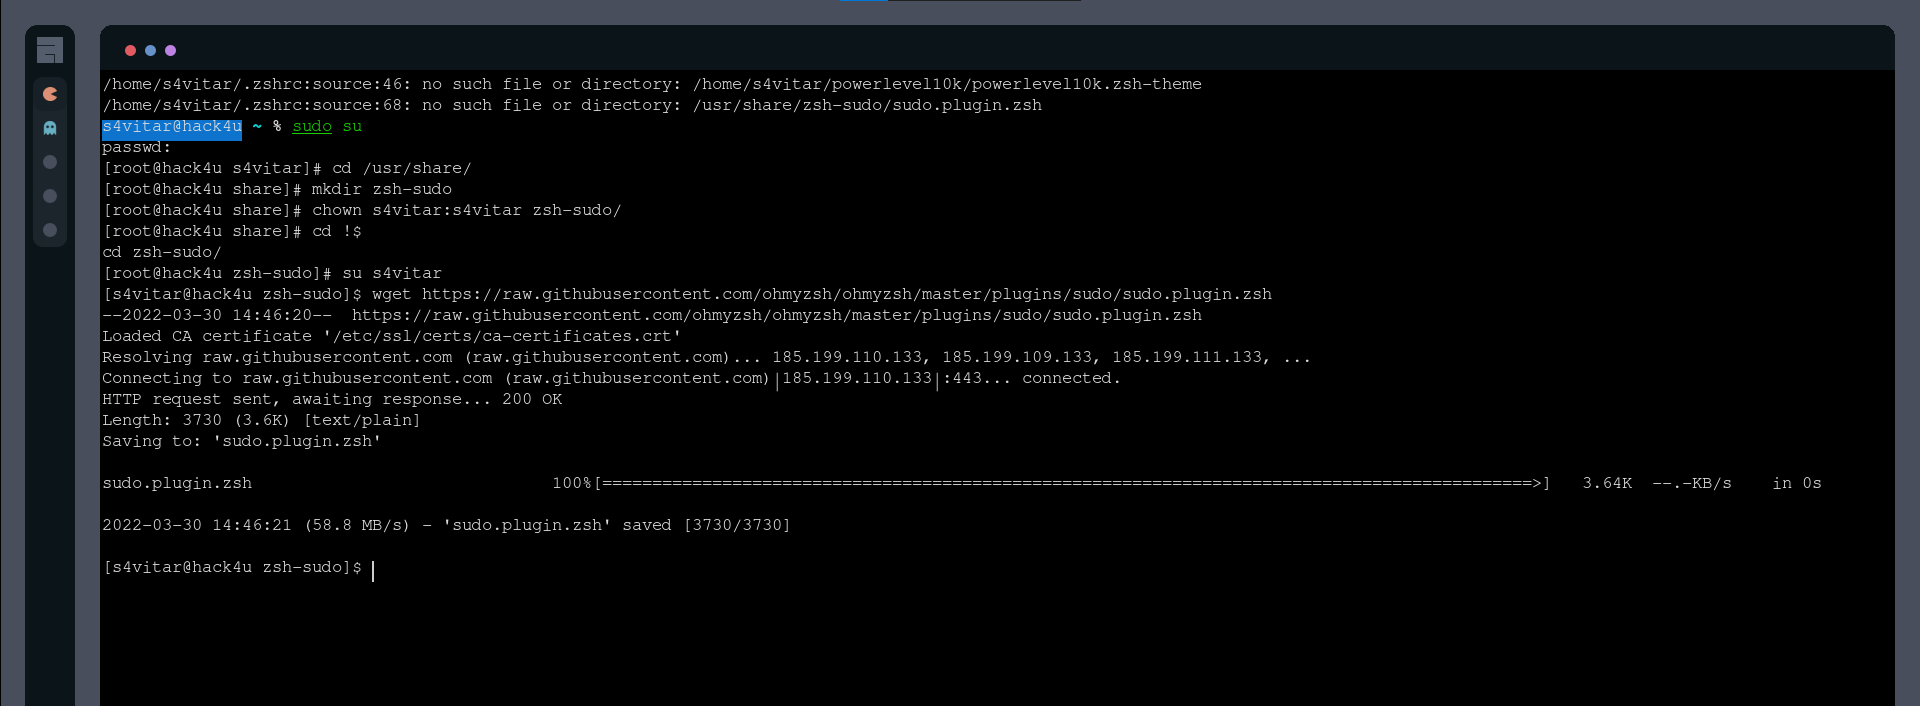 /home/s4vitar/.zshrc:source:46: no such file or directory: /home/s4vitar/powerlevel10k/powerlevel10k.zsh-theme
/home/s4vitar/.zshrc:source:68: no such file or directory: /usr/share/zsh-sudo/sudo.plugin.zsh
s4vitar@hack4u ~ % sudo su
passwd:
[root@hack4u s4vitar]# cd /usr/share/
[root@hack4u share]# mkdir zsh-sudo
[root@hack4u share]# chown s4vitar:s4vitar zsh-sudo/
[root@hack4u share]# cd !$
cd zsh-sudo/
[root@hack4u zsh-sudo]# su s4vitar
[s4vitar@hack4u zsh-sudo]$ wget https://raw.githubusercontent.com/ohmyzsh/ohmyzsh/master/plugins/sudo/sudo.plugin.zsh
--2022-03-30 14:46:20--  https://raw.githubusercontent.com/ohmyzsh/ohmyzsh/master/plugins/sudo/sudo.plugin.zsh
Loaded CA certificate '/etc/ssl/certs/ca-certificates.crt'
Resolving raw.githubusercontent.com (raw.githubusercontent.com)... 185.199.110.133, 185.199.109.133, 185.199.111.133, ...
Connecting to raw.githubusercontent.com (raw.githubusercontent.com)|185.199.110.133|:443... connected.
HTTP request sent, awaiting response... 200 OK
Length: 3730 (3.6K) [text/plain]
Saving to: 'sudo.plugin.zsh'
sudo.plugin.zsh                              100%[=============================================================================================>]   3.64K  --.-KB/s    in 0s
2022-03-30 14:46:21 (58.8 MB/s) - 'sudo.plugin.zsh' saved [3730/3730]
[s4vitar@hack4u zsh-sudo]$